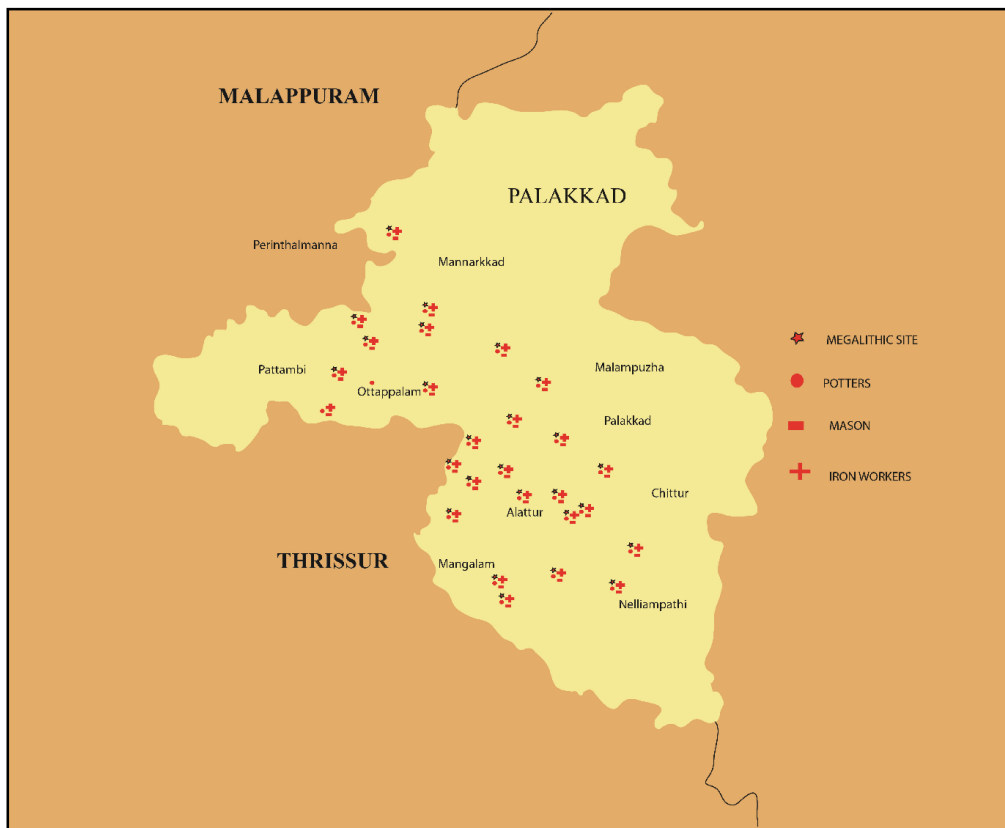 MALAPPURAM
PALAKKAD
Perinthalmanna
Mannarkkad
Pattambi
Ottappalam
Malampuzha
Palakkad
Chittur
Alattur
THRISSUR
Mangalam
Nelliampathi
MEGALITHIC SITE
POTTERS
MASON
IRON WORKERS